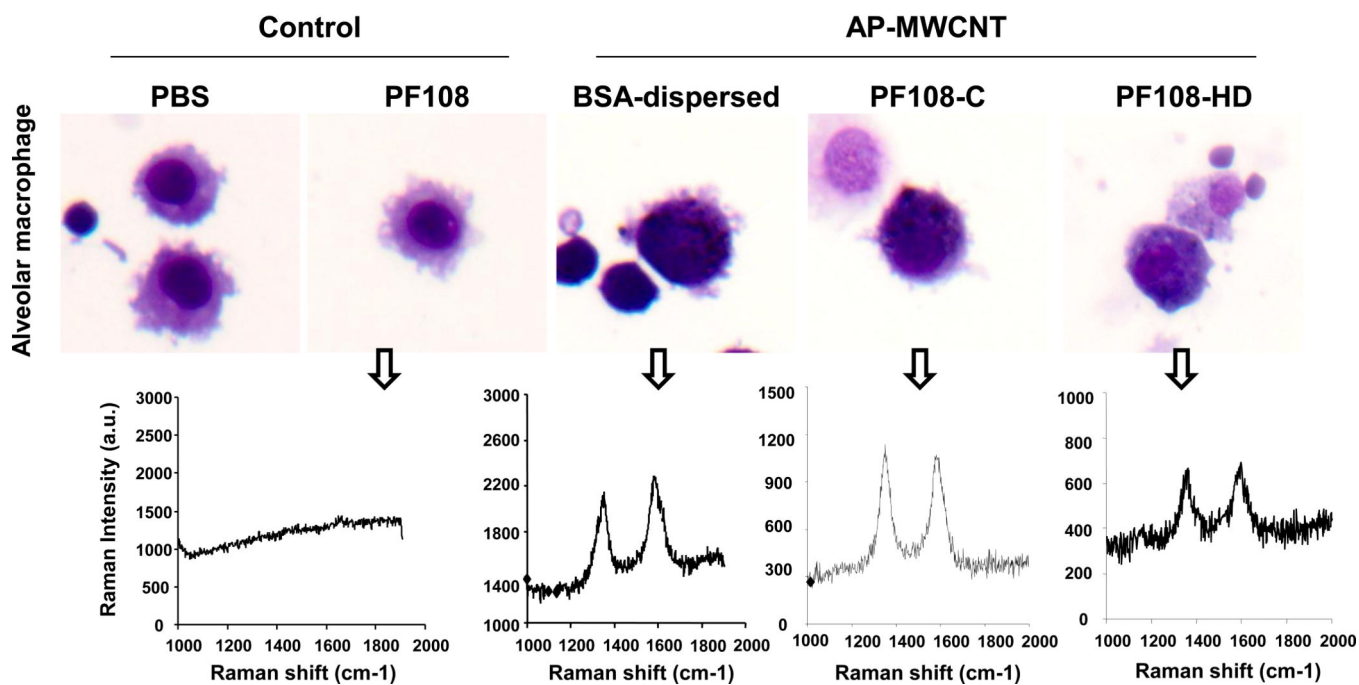 Control
AP-MWCNT
PBS
PF108
BSA-dispersed
PF108-C
PF108-HD
Alveolar macrophage
Raman Intensity (a.u.)
3000
2500
2000
1500
1000
500
0
1000 1200 1400 1600 1800 2000
Raman shift (cm-1)
3000
2600
2200
1800
1400
1000
1000 1200 1400 1600 1800 2000
Raman shift (cm-1)
1500
1200
900
600
300
0
1000 1200 1400 1600 1800 2000
Raman shift (cm-1)
1000
800
600
400
200
0
1000 1200 1400 1600 1800 2000
Raman shift (cm-1)